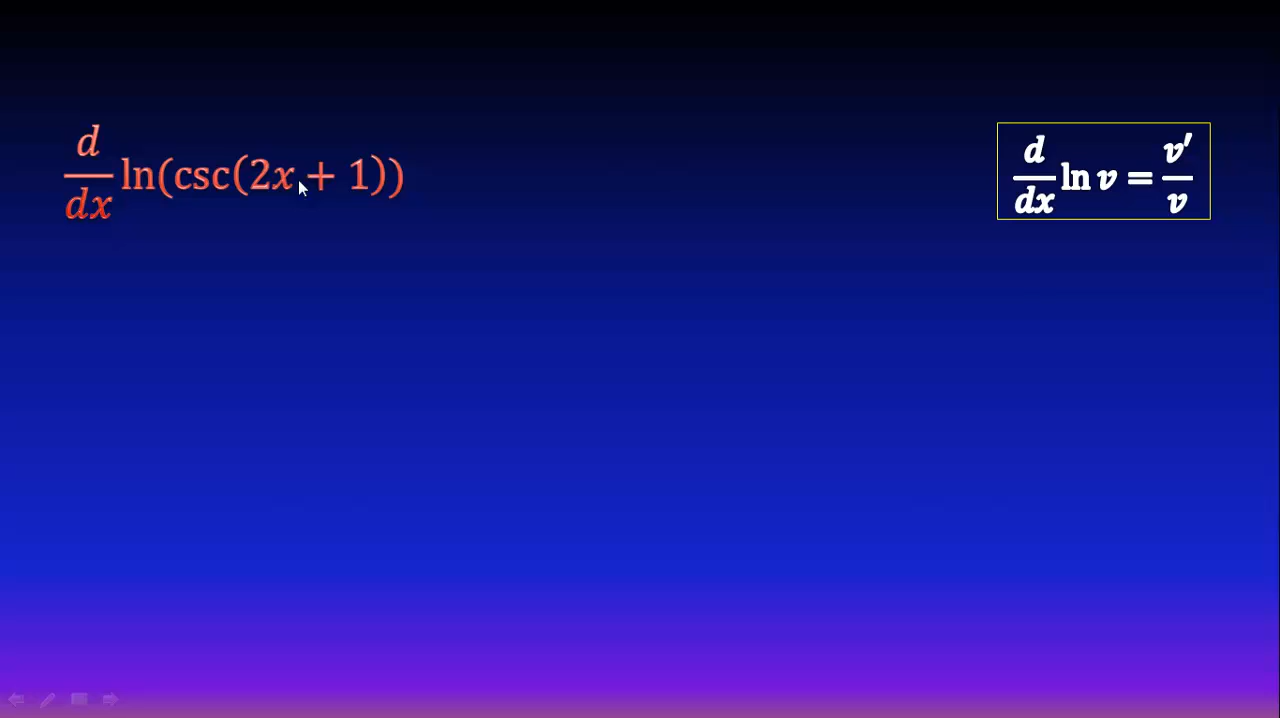 d/dx ln(csc(2x + 1))
d/dx ln v = v′/v